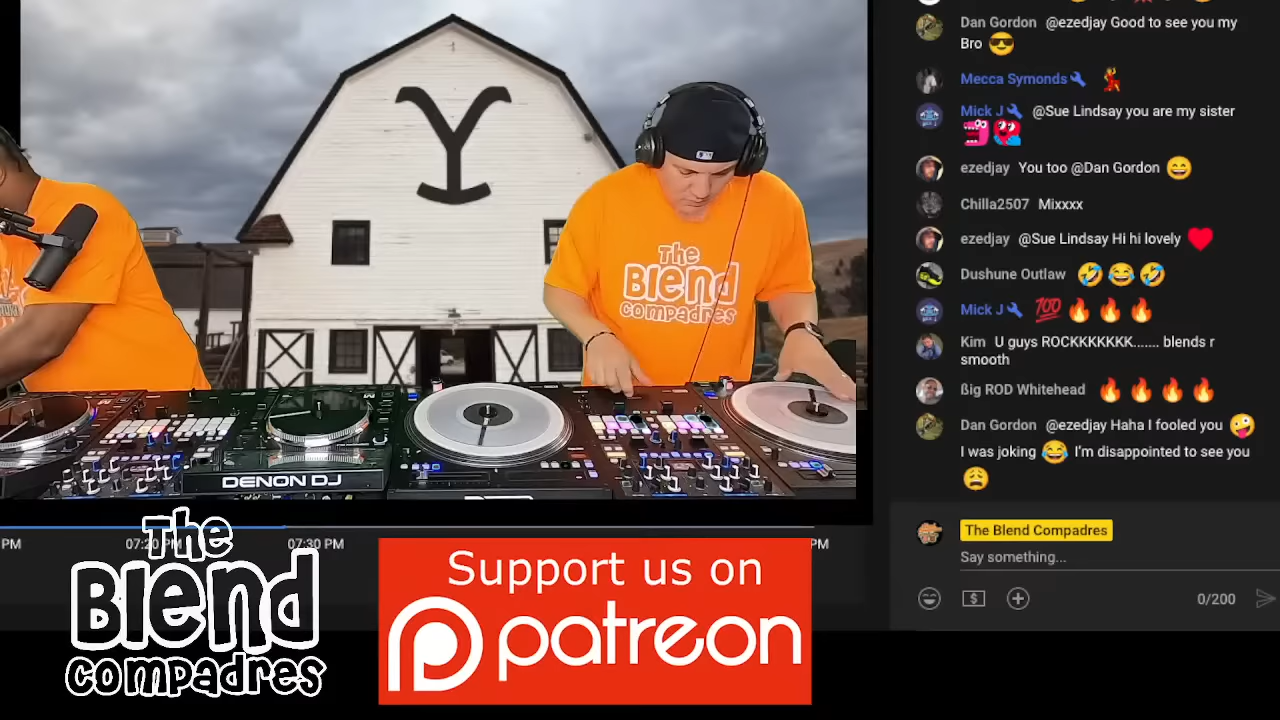 Dan Gordon @ezedjay Good to see you my
Bro 😎
Mecca Symonds 💃
Mick J @Sue Lindsay you are my sister
ezedjay You too @Dan Gordon 😄
Chilla2507 Mixxxx
ezedjay @Sue Lindsay Hi hi lovely ❤️
Dushune Outlaw 🤣😂🤣
Mick J 💯🔥🔥🔥
Kim U guys ROCKKKKKKK....... blends r
smooth
ßig ROD Whitehead 🔥🔥🔥🔥
Dan Gordon @ezedjay Haha I fooled you 🤪
I was joking 😂 I'm disappointed to see you
😩
The Blend Compadres
Say something...
0/200
Y
The
Blend
compadres
DENON DJ
PM
07:20 PM
07:30 PM
PM
The
Blend
compadres
Support us on
patreon